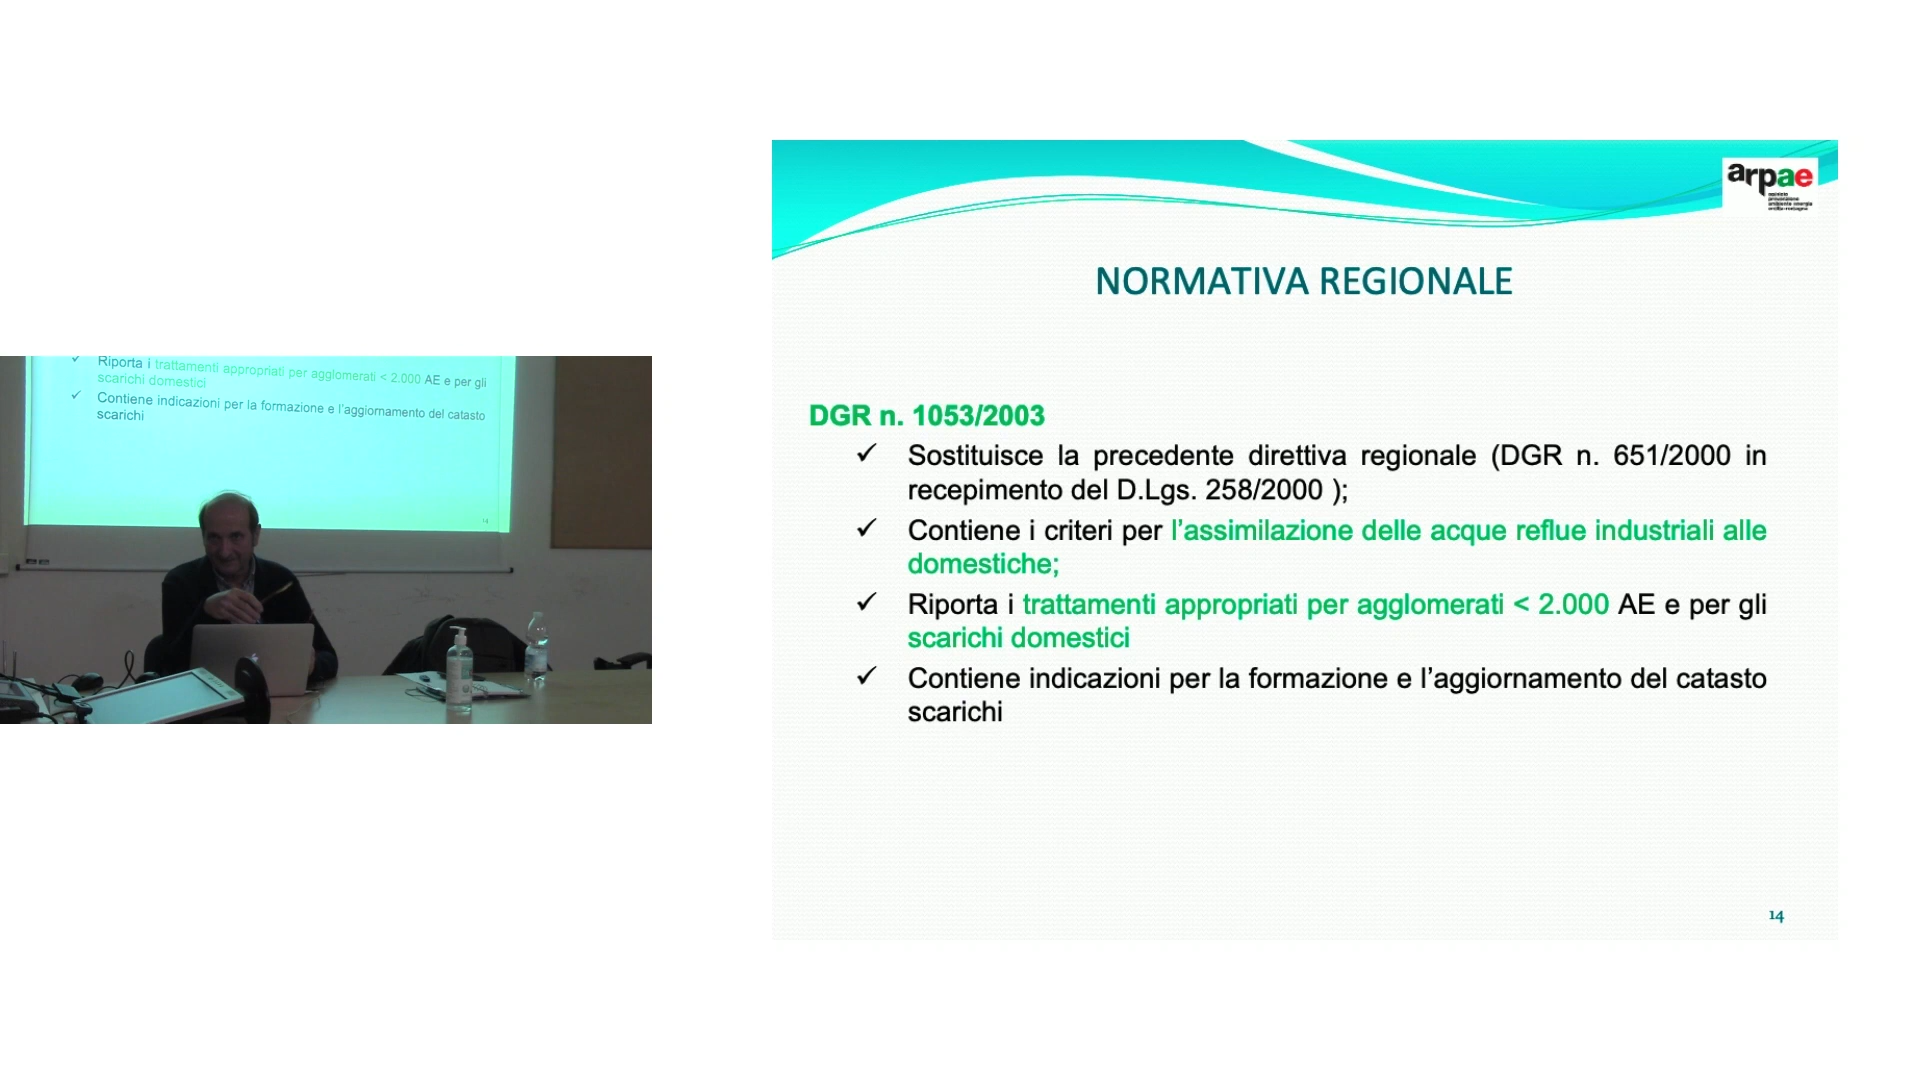 Riporta i trattamenti appropriati per agglomerati < 2.000 AE e per gli
scarichi domestici
Contiene indicazioni per la formazione e l'aggiornamento del catasto
scarichi
14
arpae
NORMATIVA REGIONALE
DGR n. 1053/2003
✓ Sostituisce la precedente direttiva regionale (DGR n. 651/2000 in
recepimento del D.Lgs. 258/2000 );
✓ Contiene i criteri per l’assimilazione delle acque reflue industriali alle
domestiche;
✓ Riporta i trattamenti appropriati per agglomerati < 2.000 AE e per gli
scarichi domestici
✓ Contiene indicazioni per la formazione e l’aggiornamento del catasto
scarichi
14